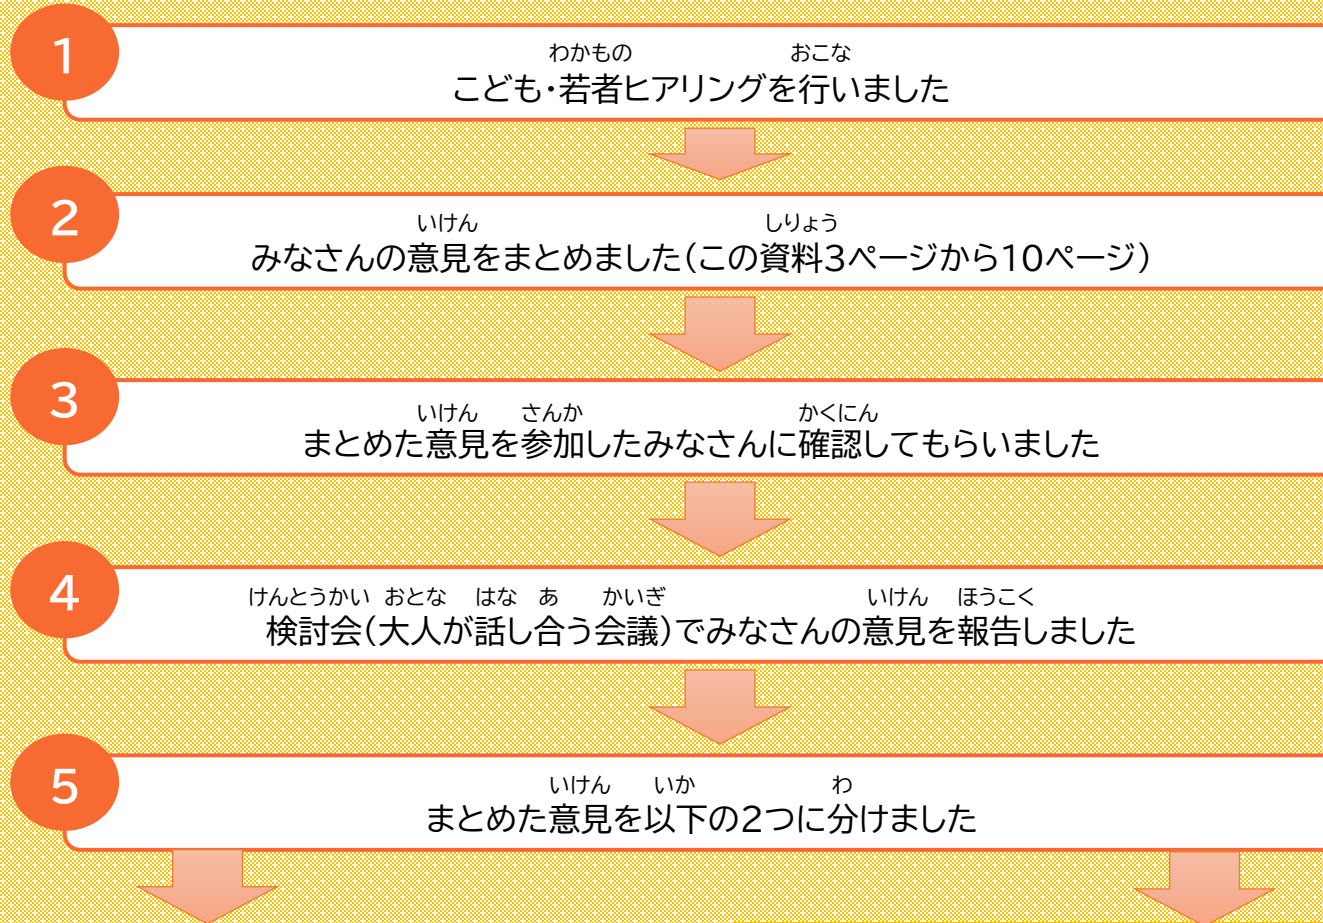 1
わかもの おこな
こども・若者ヒアリングを行いました
2
いけん しりょう
みなさんの意見をまとめました(この資料3ページから10ページ)
3
いけん さんか かくにん
まとめた意見を参加したみなさんに確認してもらいました
4
けんとうかい おとな はな あ かいぎ いけん ほうこく
検討会(大人が話し合う会議)でみなさんの意見を報告しました
5
いけん いか わ
まとめた意見を以下の2つに分けました